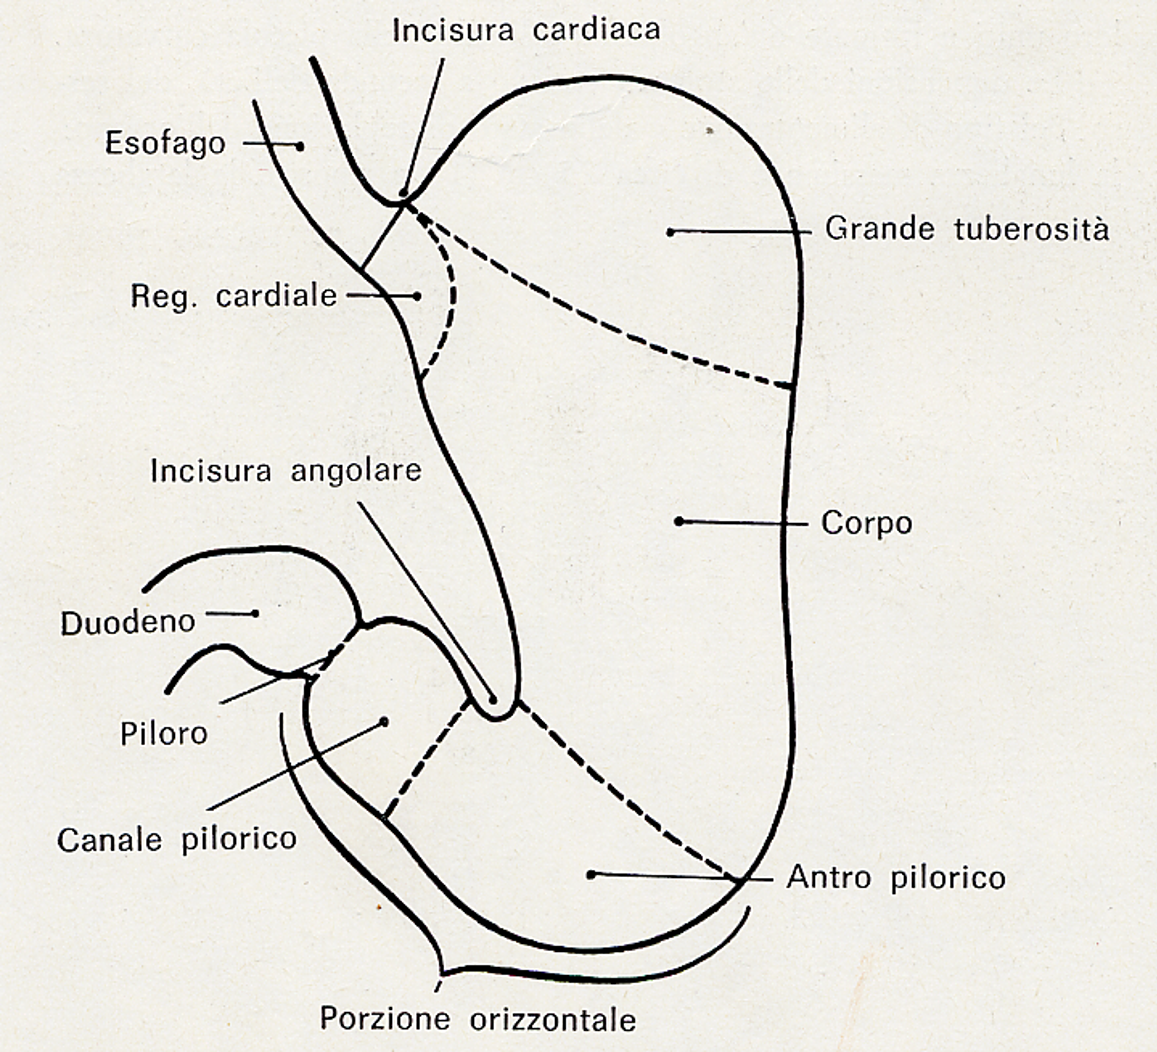 Incisura cardiaca
Esofago
Grande tuberosità
Reg. cardiale
Incisura angolare
Corpo
Duodeno
Piloro
Canale pilorico
Antro pilorico
Porzione orizzontale